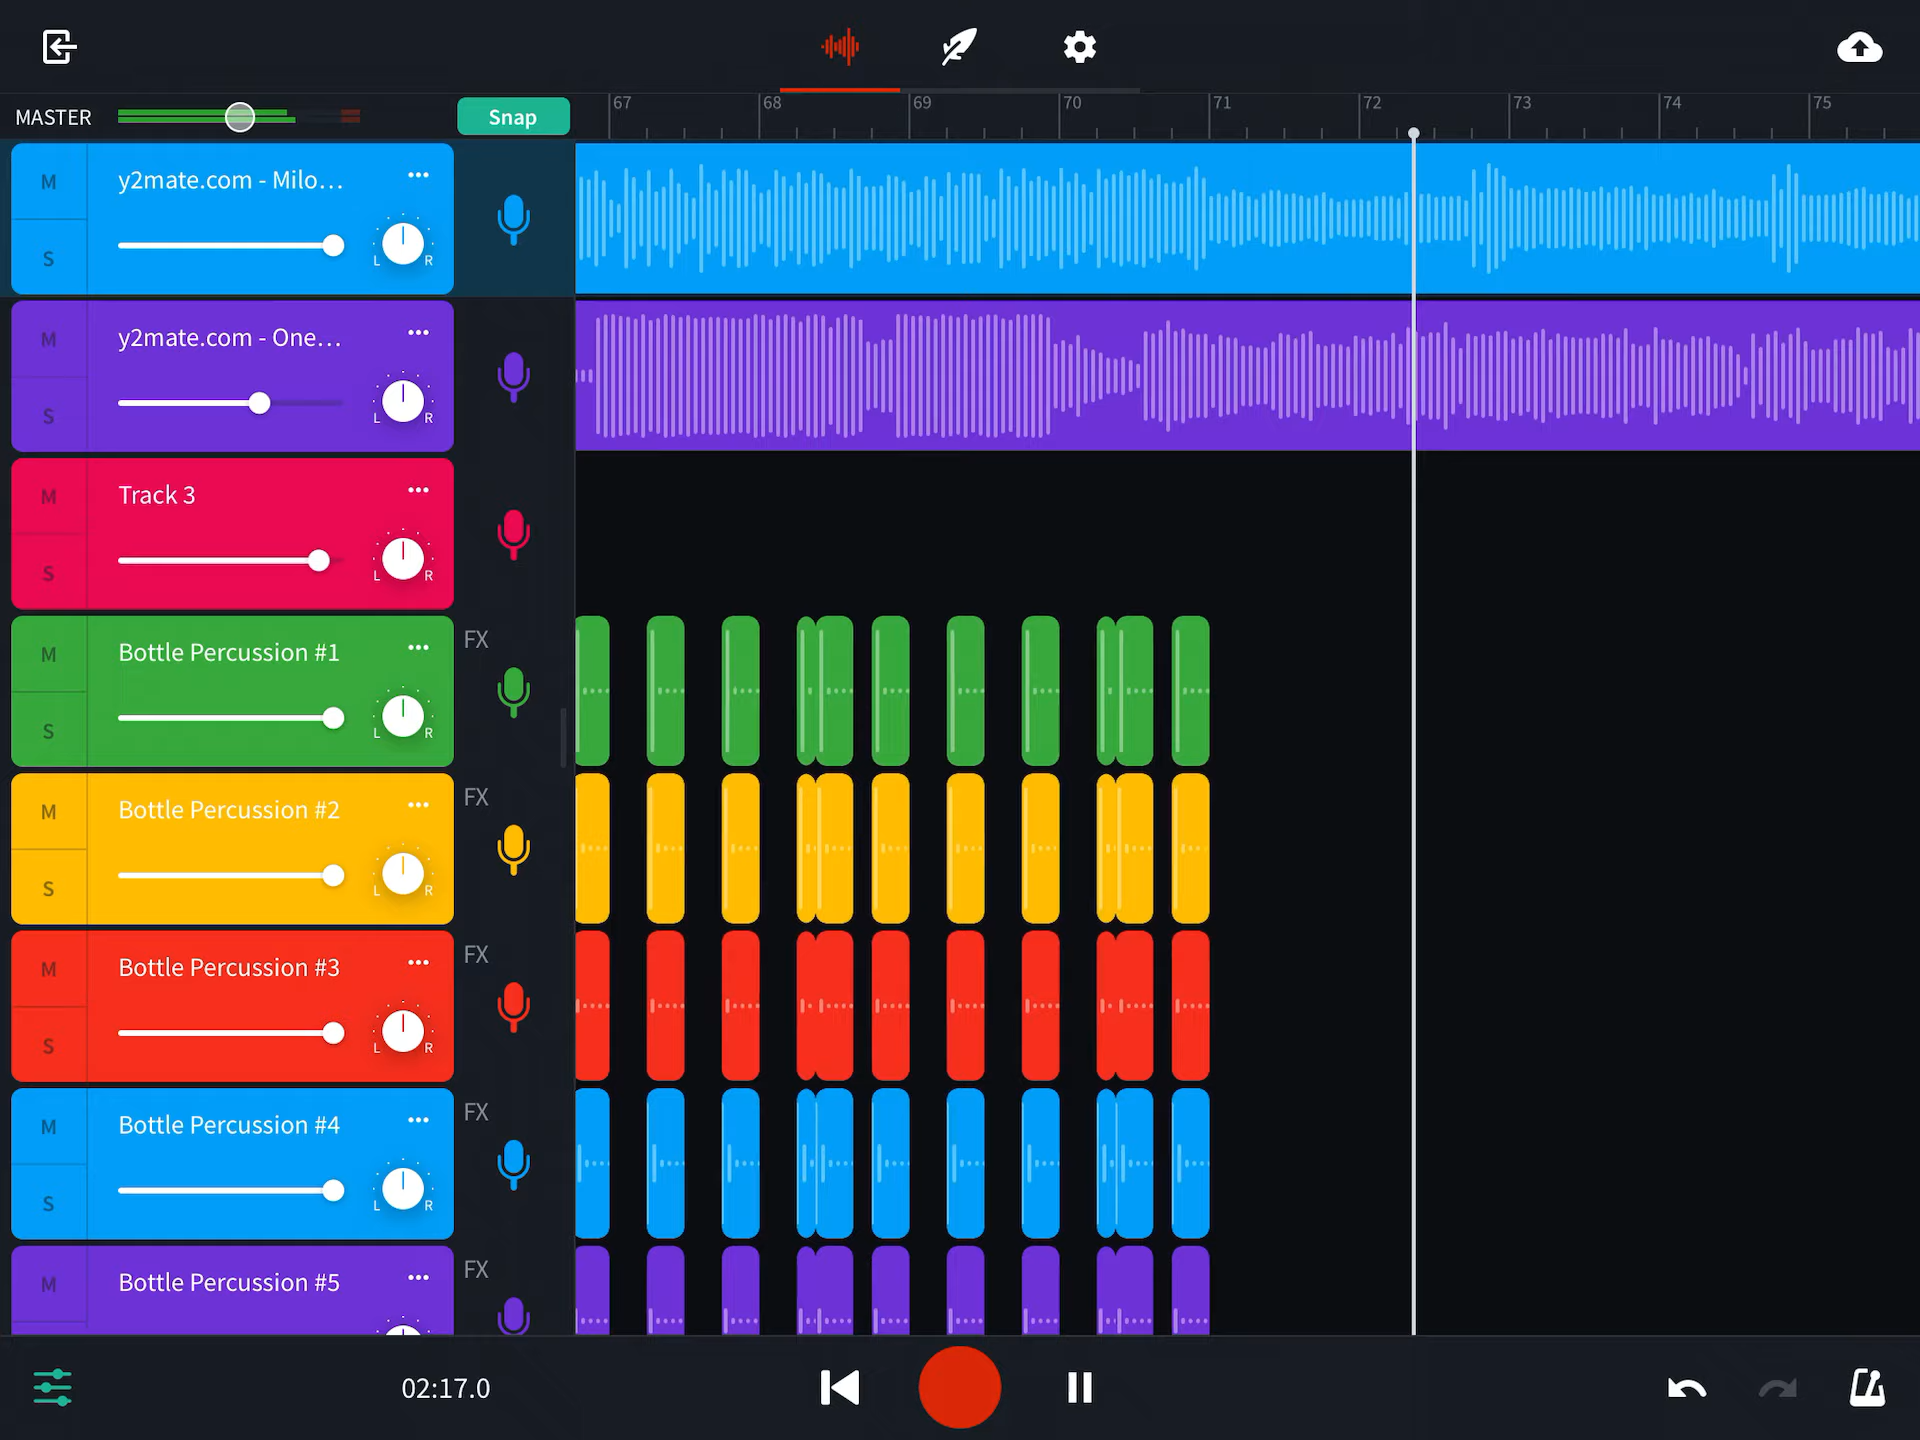 MASTER
Snap
67 68 69 70 71 72 73 74 75
M
y2mate.com - Milo...
S
L R
M
y2mate.com - One...
S
L R
M
Track 3
S
L R
M
Bottle Percussion #1
FX
S
L R
M
Bottle Percussion #2
FX
S
L R
M
Bottle Percussion #3
FX
S
L R
M
Bottle Percussion #4
FX
S
L R
M
Bottle Percussion #5
FX
02:17.0